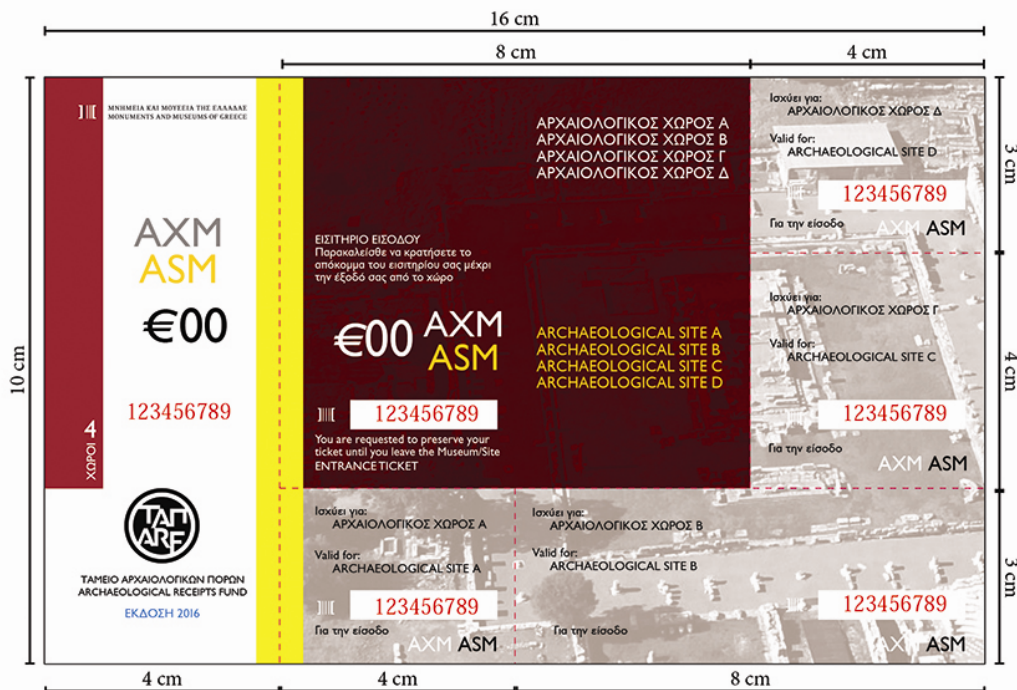 16 cm
8 cm
4 cm
10 cm
ΜΝΗΜΕΙΑ ΚΑΙ ΜΟΥΣΕΙΑ ΤΗΣ ΕΛΛΑΔΑΣ
MONUMENTS AND MUSEUMS OF GREECE
ΑΧΜ
ASM
€00
123456789
4
ΧΩΡΟΙ
ΤΑΠ
ARF
ΤΑΜΕΙΟ ΑΡΧΑΙΟΛΟΓΙΚΩΝ ΠΟΡΩΝ
ARCHAEOLOGICAL RECEIPTS FUND
ΕΚΔΟΣΗ 2016
ΑΡΧΑΙΟΛΟΓΙΚΟΣ ΧΩΡΟΣ Α
ΑΡΧΑΙΟΛΟΓΙΚΟΣ ΧΩΡΟΣ Β
ΑΡΧΑΙΟΛΟΓΙΚΟΣ ΧΩΡΟΣ Γ
ΑΡΧΑΙΟΛΟΓΙΚΟΣ ΧΩΡΟΣ Δ
ΕΙΣΙΤΗΡΙΟ ΕΙΣΟΔΟΥ
Παρακαλείσθε να κρατήσετε το
απόκομμα του εισιτηρίου σας μέχρι
την έξοδό σας από το χώρο
€00 ΑΧΜ
ASM
ARCHAEOLOGICAL SITE A
ARCHAEOLOGICAL SITE B
ARCHAEOLOGICAL SITE C
ARCHAEOLOGICAL SITE D
123456789
You are requested to preserve your
ticket until you leave the Museum/Site
ENTRANCE TICKET
Ισχύει για:
ΑΡΧΑΙΟΛΟΓΙΚΟΣ ΧΩΡΟΣ Δ
Valid for:
ARCHAEOLOGICAL SITE D
123456789
Για την είσοδο
ΑΧΜ ASM
3 cm
Ισχύει για:
ΑΡΧΑΙΟΛΟΓΙΚΟΣ ΧΩΡΟΣ Γ
Valid for:
ARCHAEOLOGICAL SITE C
123456789
Για την είσοδο
ΑΧΜ ASM
4 cm
Ισχύει για:
ΑΡΧΑΙΟΛΟΓΙΚΟΣ ΧΩΡΟΣ Α
Valid for:
ARCHAEOLOGICAL SITE A
123456789
Για την είσοδο
ΑΧΜ ASM
Ισχύει για:
ΑΡΧΑΙΟΛΟΓΙΚΟΣ ΧΩΡΟΣ Β
Valid for:
ARCHAEOLOGICAL SITE B
123456789
Για την είσοδο
ΑΧΜ ASM
3 cm
4 cm
4 cm
8 cm